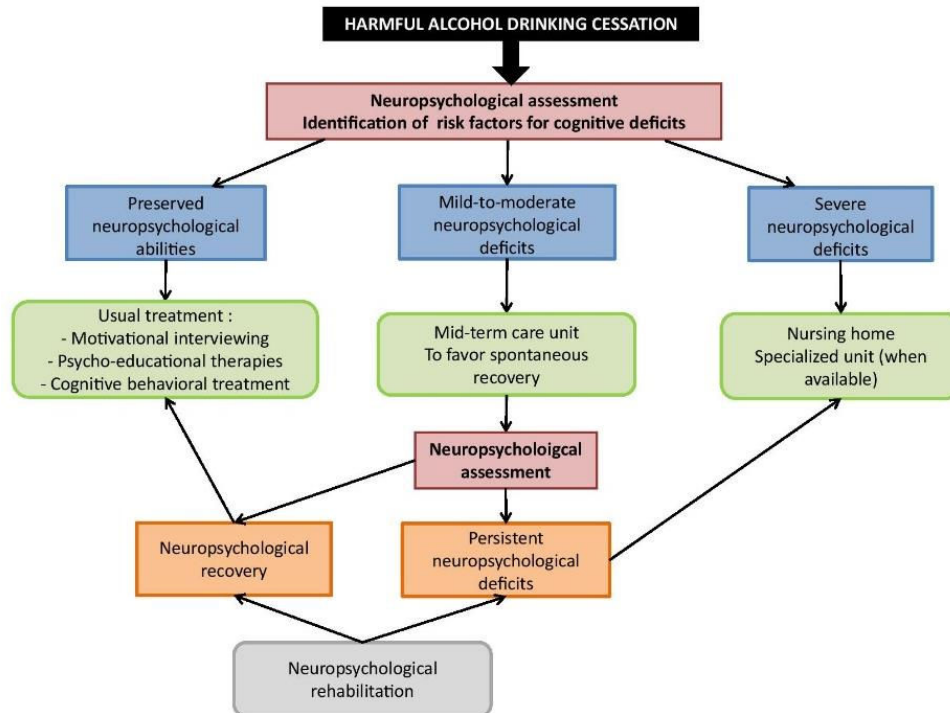 HARMFUL ALCOHOL DRINKING CESSATION
Neuropsychological assessment
Identification of risk factors for cognitive deficits
Preserved
neuropsychological
abilities
Mild-to-moderate
neuropsychological
deficits
Severe
neuropsychological
deficits
Usual treatment :
- Motivational interviewing
- Psycho-educational therapies
- Cognitive behavioral treatment
Mid-term care unit
To favor spontaneous
recovery
Nursing home
Specialized unit (when
available)
Neuropsycholoigcal
assessment
Neuropsychological
recovery
Persistent
neuropsychological
deficits
Neuropsychological
rehabilitation